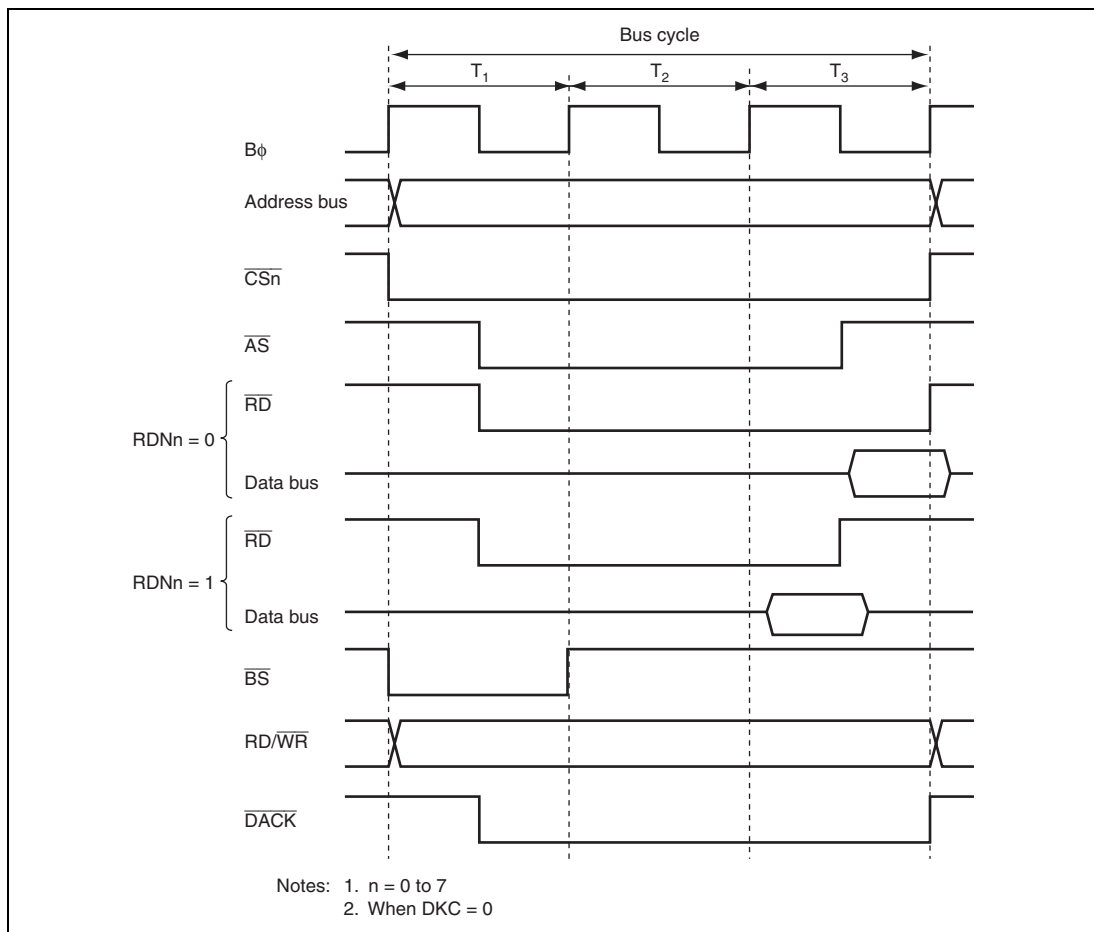 Bus cycle
T1 T2 T3
Bϕ
Address bus
CSn
AS
RD
RDNn = 0
Data bus
RD
RDNn = 1
Data bus
BS
RD/WR
DACK
Notes: 1. n = 0 to 7
2. When DKC = 0